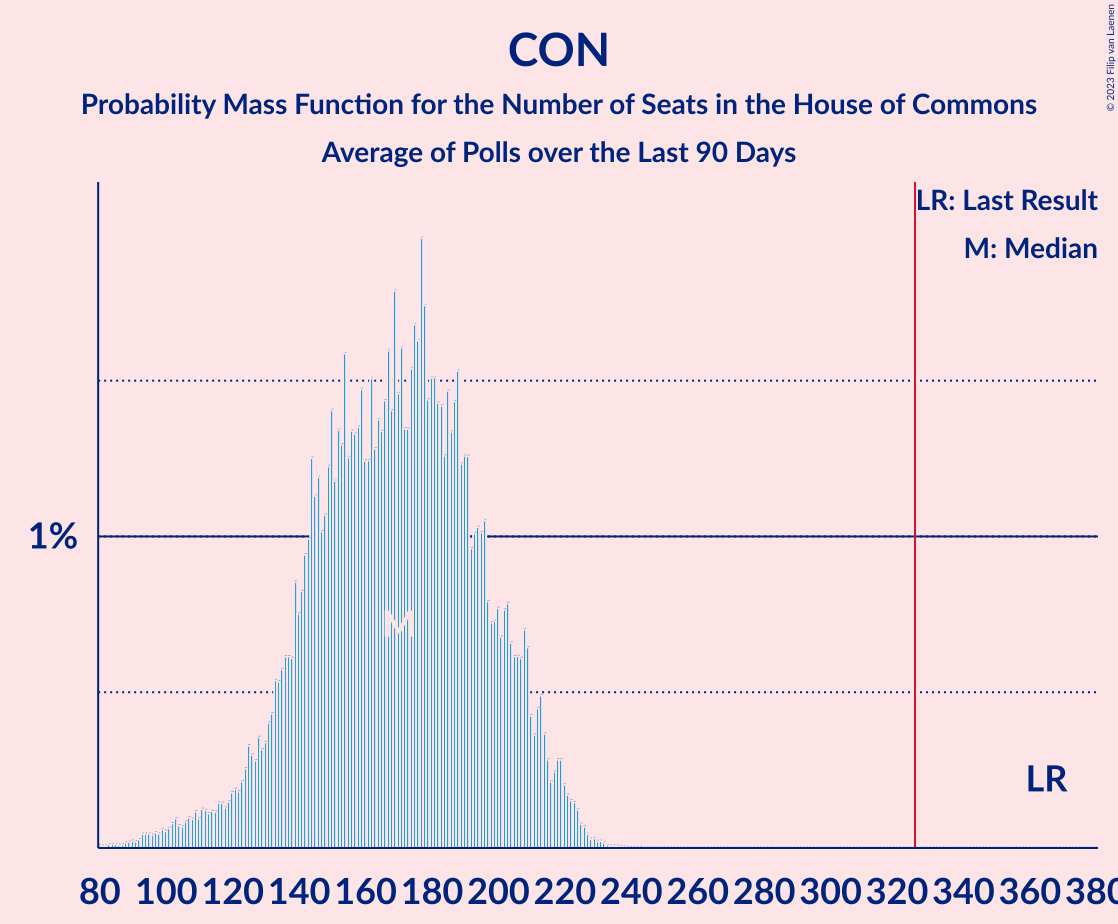 CON
Probability Mass Function for the Number of Seats in the House of Commons
Average of Polls over the Last 90 Days
© 2023 Filip van Laenen
LR: Last Result
M: Median
1%
M
LR
80 100 120 140 160 180 200 220 240 260 280 300 320 340 360 380